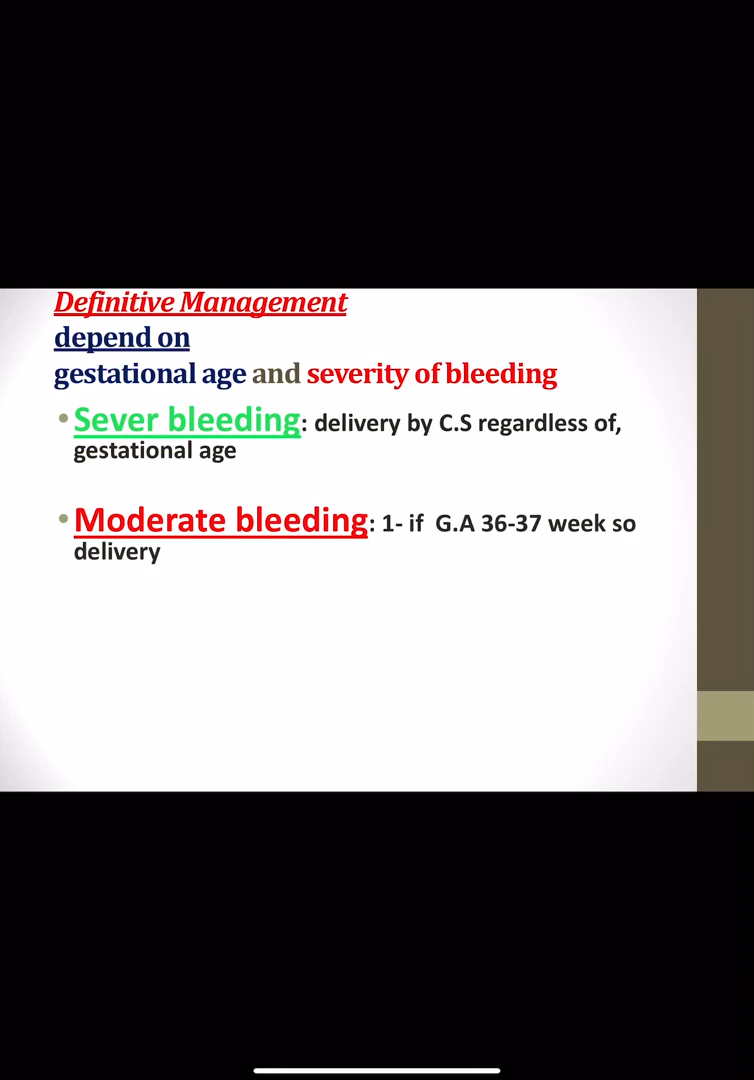 Definitive Management
depend on
gestational age and severity of bleeding
• Sever bleeding: delivery by C.S regardless of,
gestational age
• Moderate bleeding: 1- if G.A 36-37 week so
delivery